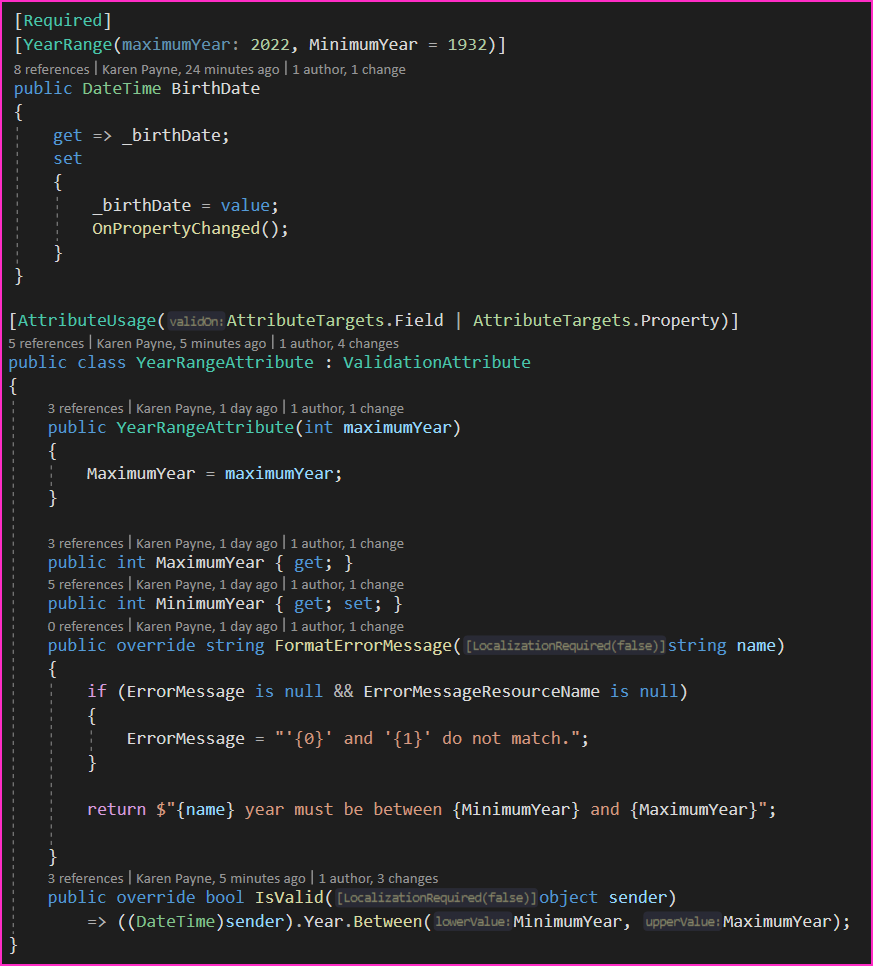 [Required]
[YearRange(maximumYear: 2022, MinimumYear = 1932)]
8 references | Karen Payne, 24 minutes ago | 1 author, 1 change
public DateTime BirthDate
{
get => _birthDate;
set
{
_birthDate = value;
OnPropertyChanged();
}
}
[AttributeUsage(validOn:AttributeTargets.Field | AttributeTargets.Property)]
5 references | Karen Payne, 5 minutes ago | 1 author, 4 changes
public class YearRangeAttribute : ValidationAttribute
{
3 references | Karen Payne, 1 day ago | 1 author, 1 change
public YearRangeAttribute(int maximumYear)
{
MaximumYear = maximumYear;
}
3 references | Karen Payne, 1 day ago | 1 author, 1 change
public int MaximumYear { get; }
5 references | Karen Payne, 1 day ago | 1 author, 1 change
public int MinimumYear { get; set; }
0 references | Karen Payne, 1 day ago | 1 author, 1 change
public override string FormatErrorMessage([LocalizationRequired(false)]string name)
{
if (ErrorMessage is null && ErrorMessageResourceName is null)
{
ErrorMessage = "'{0}' and '{1}' do not match.";
}
return $"{name} year must be between {MinimumYear} and {MaximumYear}";
}
3 references | Karen Payne, 5 minutes ago | 1 author, 3 changes
public override bool IsValid([LocalizationRequired(false)]object sender)
=> ((DateTime)sender).Year.Between(lowerValue:MinimumYear, upperValue:MaximumYear);
}